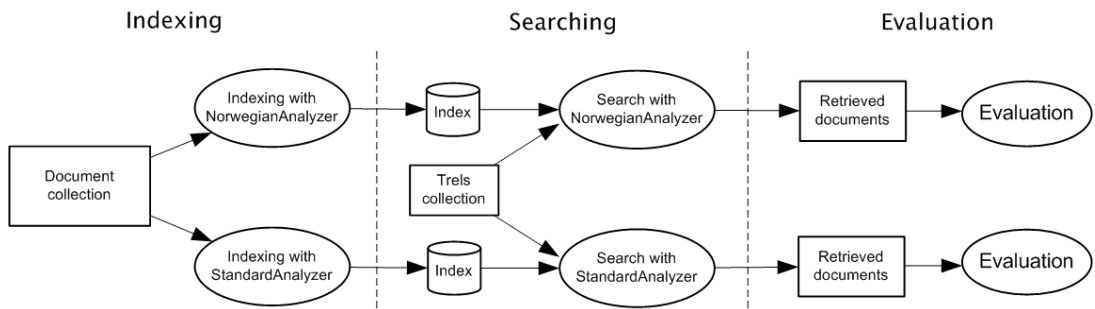 Indexing
Searching
Evaluation
Indexing with
NorwegianAnalyzer
Index
Search with
NorwegianAnalyzer
Retrieved
documents
Evaluation
Document
collection
Trels
collection
Indexing with
StandardAnalyzer
Index
Search with
StandardAnalyzer
Retrieved
documents
Evaluation